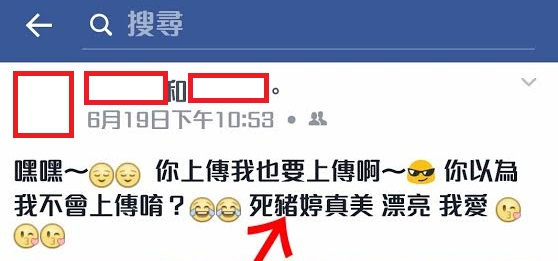 搜尋
和 。
6月19日下午10:53
嘿嘿～😌😌 你上傳我也要上傳啊～😎 你以為
我不會上傳唷？😂😂 死豬婷真美 漂亮 我愛 😘
😘😘